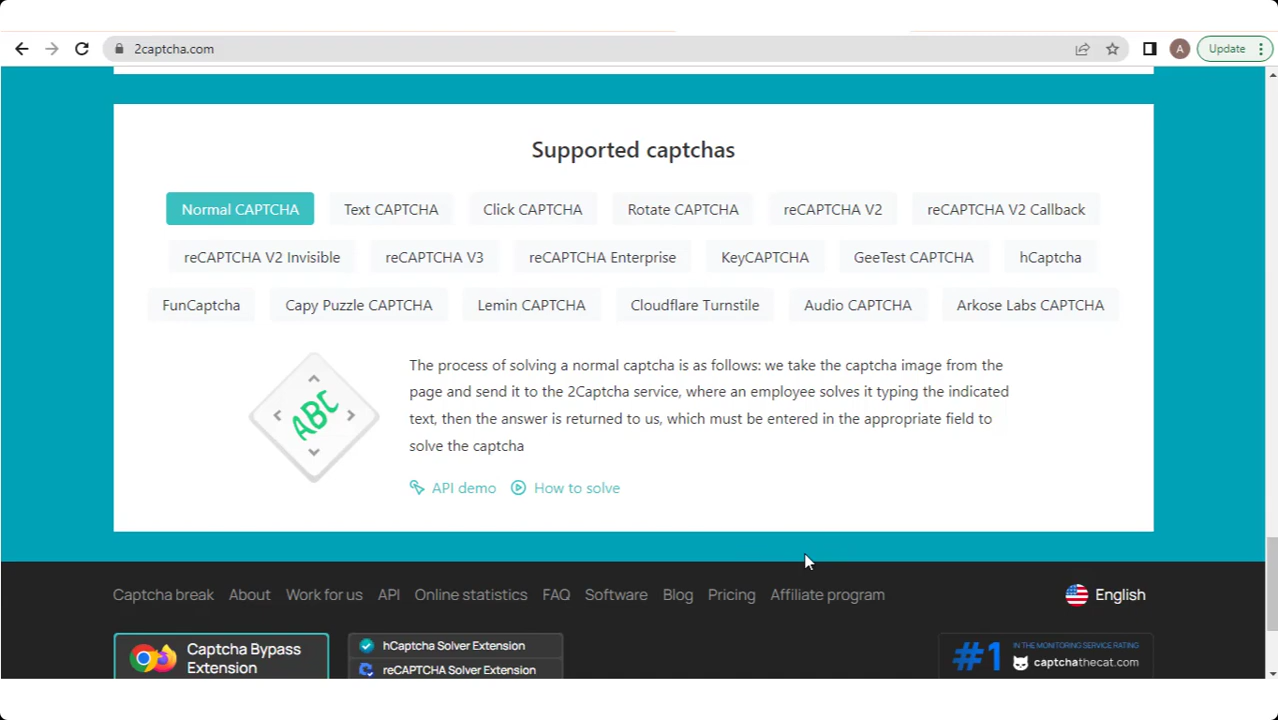 2captcha.com
Update
Supported captchas
Normal CAPTCHA Text CAPTCHA Click CAPTCHA Rotate CAPTCHA reCAPTCHA V2 reCAPTCHA V2 Callback
reCAPTCHA V2 Invisible reCAPTCHA V3 reCAPTCHA Enterprise KeyCAPTCHA GeeTest CAPTCHA hCaptcha
FunCaptcha Capy Puzzle CAPTCHA Lemin CAPTCHA Cloudflare Turnstile Audio CAPTCHA Arkose Labs CAPTCHA
ABC
The process of solving a normal captcha is as follows: we take the captcha image from the
page and send it to the 2Captcha service, where an employee solves it typing the indicated
text, then the answer is returned to us, which must be entered in the appropriate field to
solve the captcha
API demo How to solve
Captcha break About Work for us API Online statistics FAQ Software Blog Pricing Affiliate program English
Captcha Bypass
Extension
hCaptcha Solver Extension
reCAPTCHA Solver Extension
#1
IN THE MONITORING SERVICE RATING
captchathecat.com
A